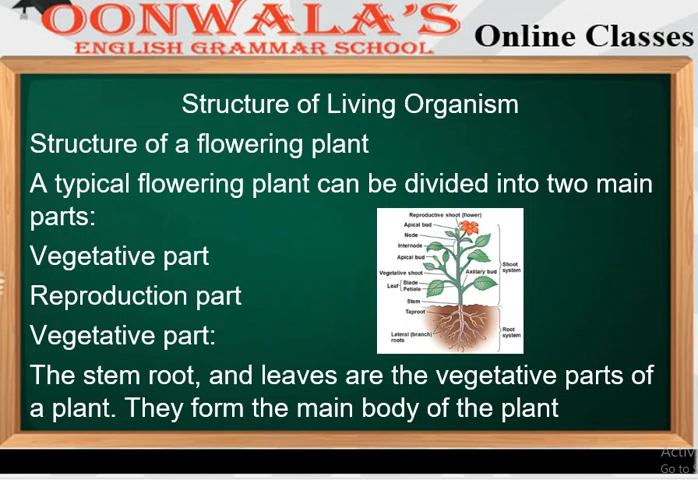 OONWALA'S
ENGLISH GRAMMAR SCHOOL
Online Classes
Structure of Living Organism
Structure of a flowering plant
A typical flowering plant can be divided into two main
parts:
Vegetative part
Reproduction part
Vegetative part:
The stem root, and leaves are the vegetative parts of
a plant. They form the main body of the plant
Reproductive shoot (flower)
Apical bud
Node
Internode
Apical bud
Vegetative shoot
Leaf
Blade
Petiole
Stem
Taproot
Lateral (branch)
roots
Axillary bud
Shoot
system
Root
system
Activ
Go to S